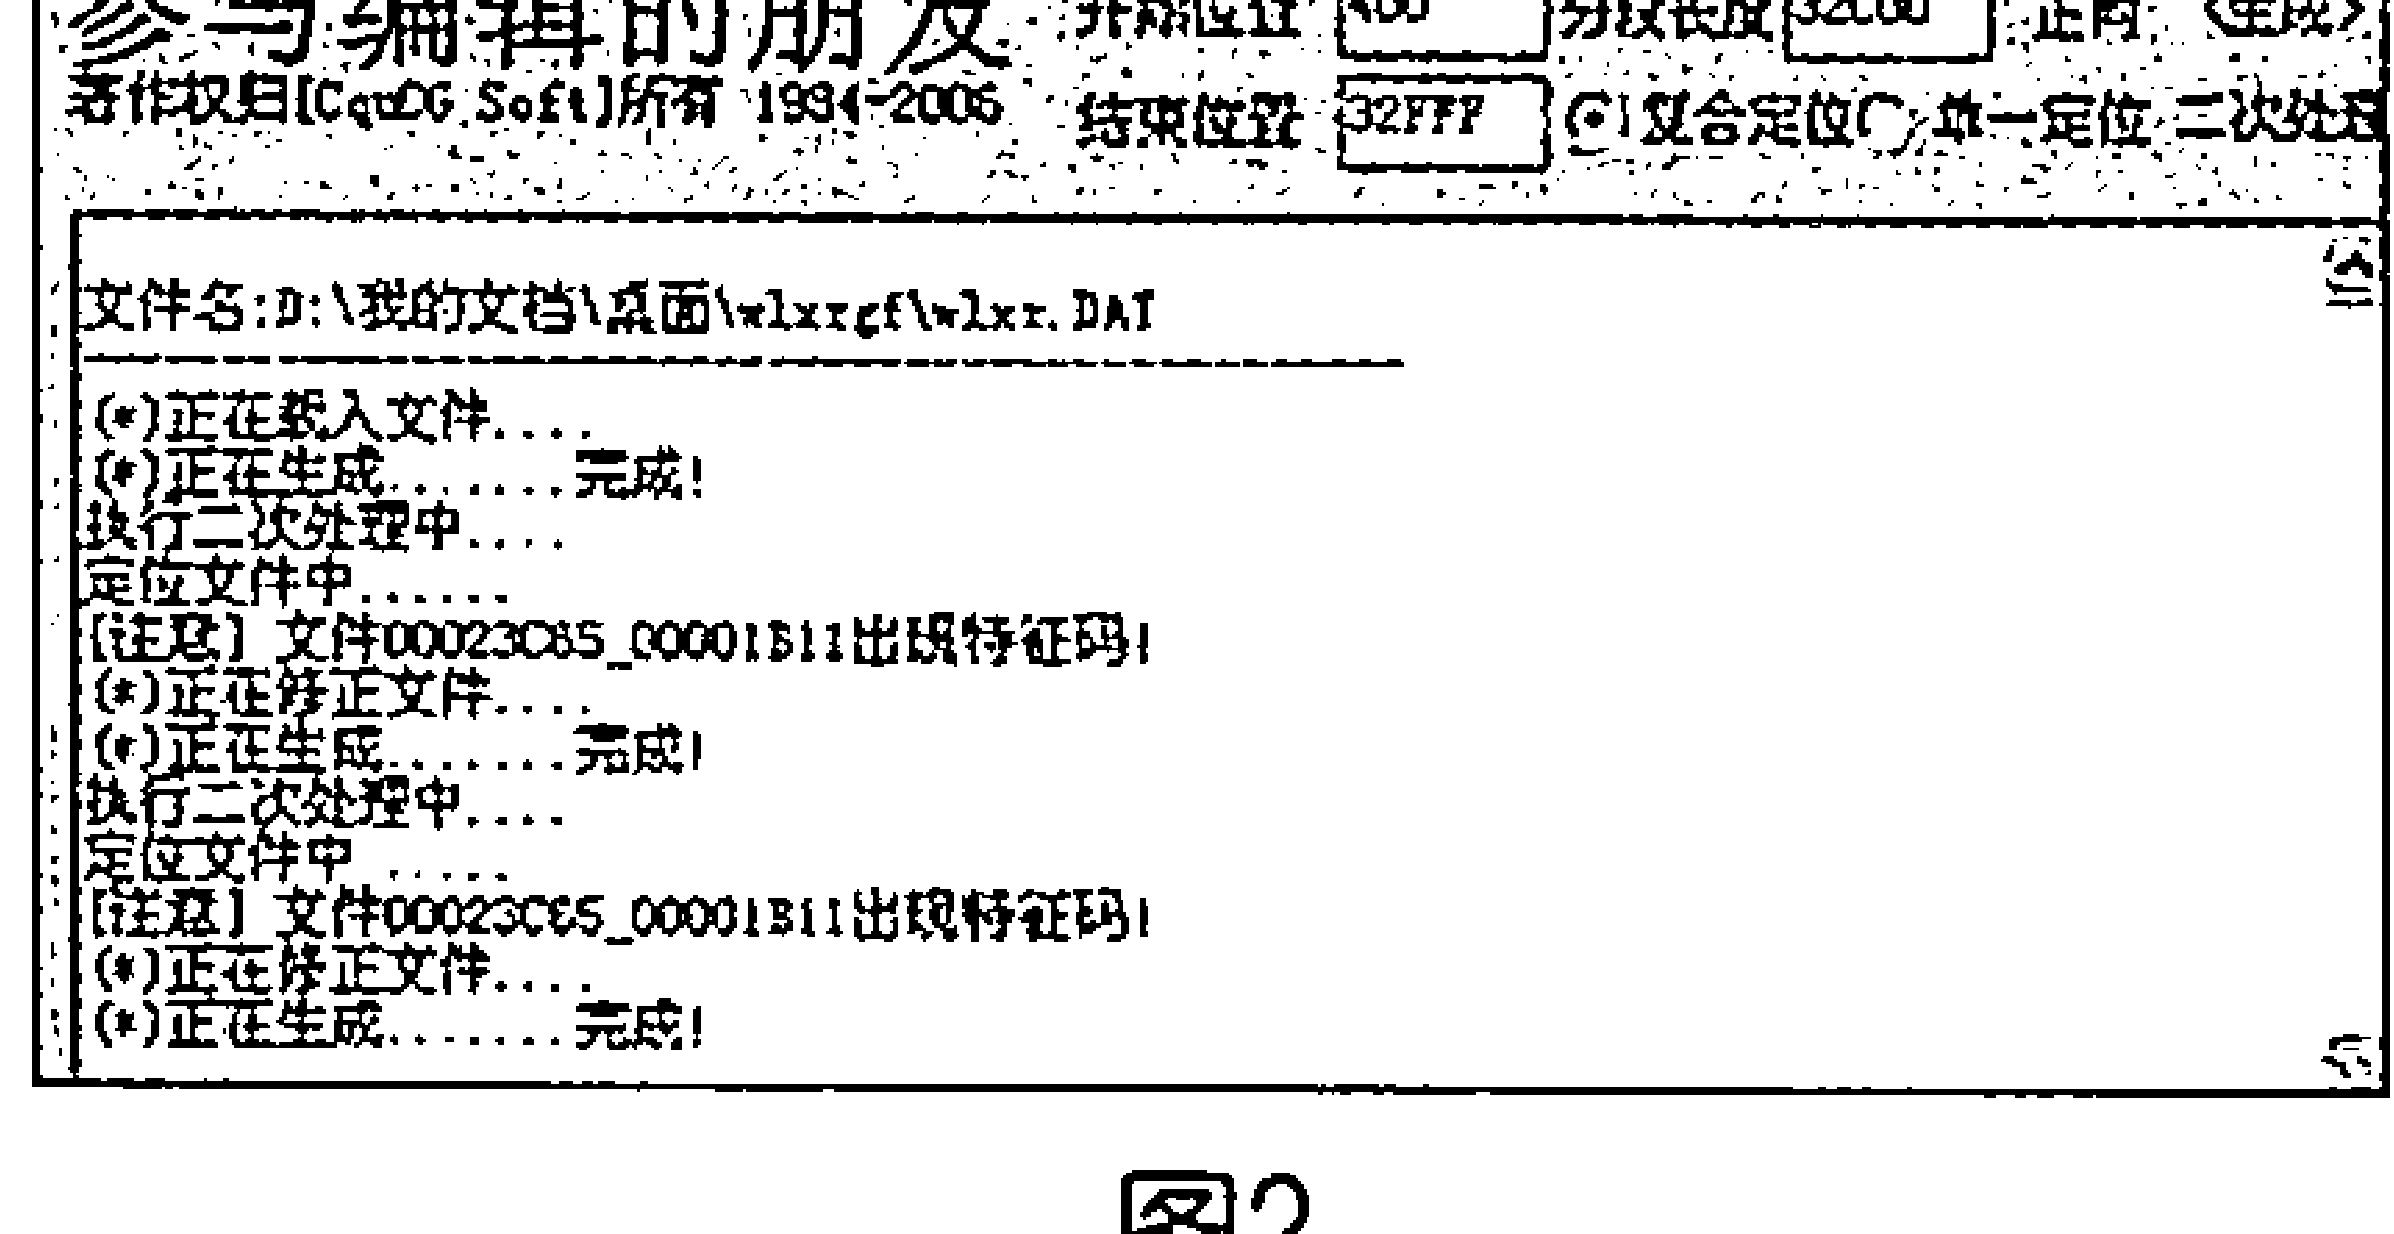 参与编辑的朋友 开始位置 400 分段长度 32C00 正向 <生成>
著作权归[CquCG.Soft]所有 1994-2006 结束位置 32FFF 复合定位 单一定位 二次处理
文件名:D:\我的文档\桌面\wlxrgf\wlxr.DAT
(*)正在载入文件....
(*)正在生成.......完成!
执行二次处理中....
定位文件中......
[注意] 文件00023C65_00001B11出现特征码!
(*)正在修正文件....
(*)正在生成.......完成!
执行二次处理中....
定位文件中 .....
[注意] 文件00023C65_00001B11出现特征码!
(*)正在修正文件....
(*)正在生成.......完成!
图2